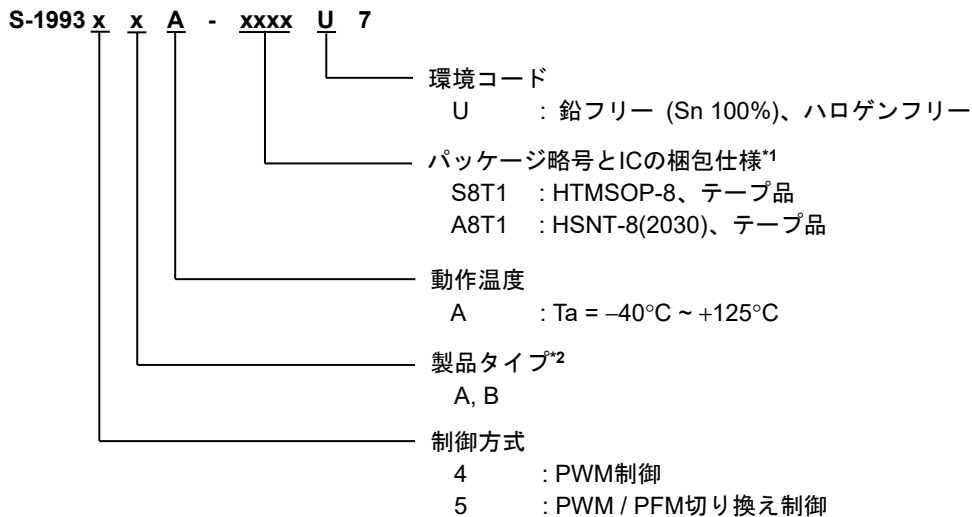 S-1993 x x A - xxxx U 7
環境コード
U : 鉛フリー (Sn 100%)、ハロゲンフリー
パッケージ略号とICの梱包仕様*1
S8T1 : HTMSOP-8、テープ品
A8T1 : HSNT-8(2030)、テープ品
動作温度
A : Ta = −40°C ~ +125°C
製品タイプ*2
A, B
制御方式
4 : PWM制御
5 : PWM / PFM切り換え制御